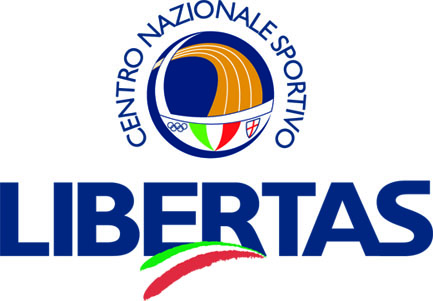 CENTRO NAZIONALE SPORTIVO
LIBERTAS